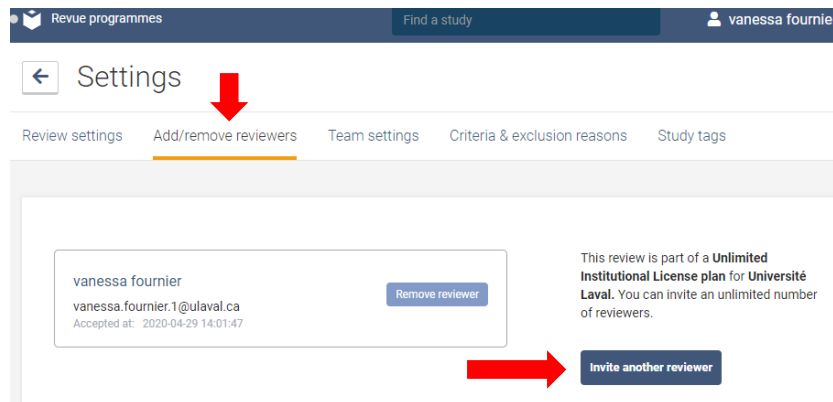 Revue programmes
Find a study
vanessa fournie
Settings
Review settings
Add/remove reviewers
Team settings
Criteria & exclusion reasons
Study tags
vanessa fournier
vanessa.fournier.1@ulaval.ca
Accepted at: 2020-04-29 14:01:47
Remove reviewer
This review is part of a Unlimited
Institutional License plan for Université
Laval. You can invite an unlimited number
of reviewers.
Invite another reviewer